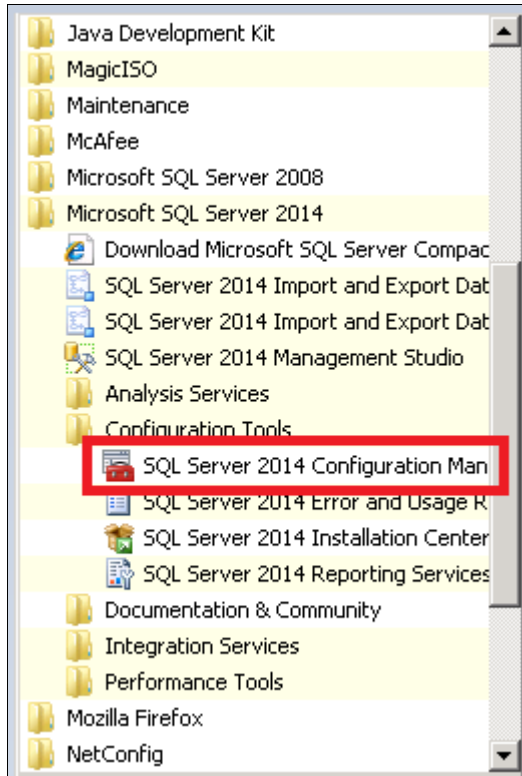 Java Development Kit
MagicISO
Maintenance
McAfee
Microsoft SQL Server 2008
Microsoft SQL Server 2014
Download Microsoft SQL Server Compac
SQL Server 2014 Import and Export Dat
SQL Server 2014 Import and Export Dat
SQL Server 2014 Management Studio
Analysis Services
Configuration Tools
SQL Server 2014 Configuration Man
SQL Server 2014 Error and Usage R
SQL Server 2014 Installation Center
SQL Server 2014 Reporting Services
Documentation & Community
Integration Services
Performance Tools
Mozilla Firefox
NetConfig